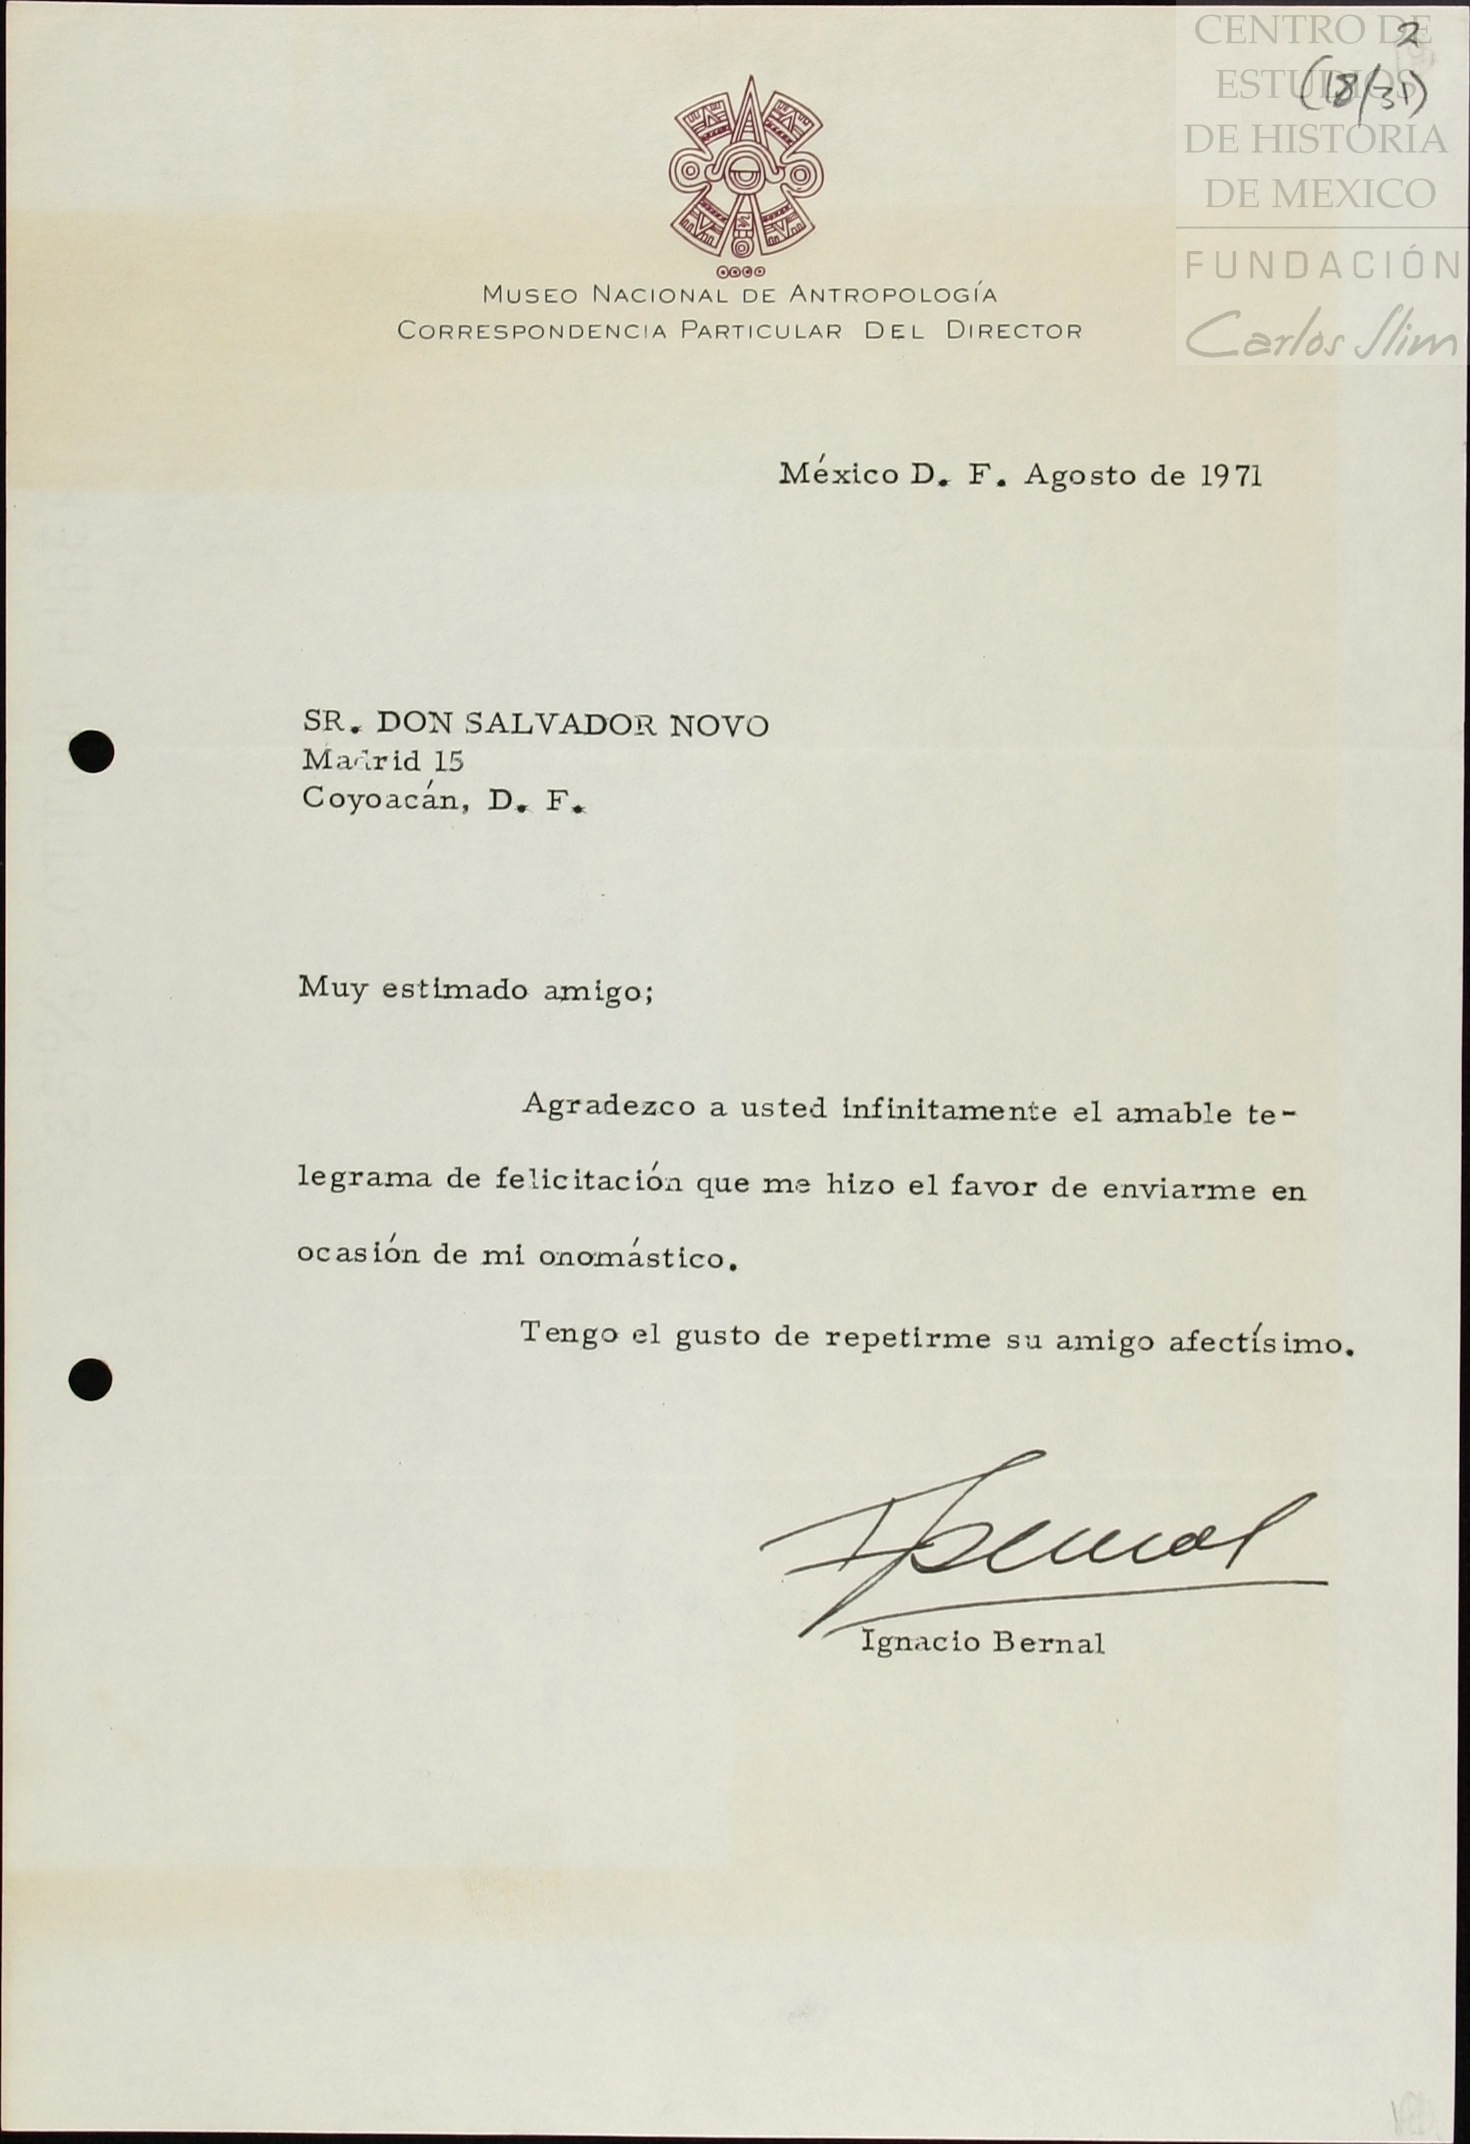 CENTRO DE
ESTUDIOS
DE HISTORIA
DE MEXICO
FUNDACIÓN
Carlos Slim
2
(18/31)
MUSEO NACIONAL DE ANTROPOLOGÍA
CORRESPONDENCIA PARTICULAR DEL DIRECTOR
México D. F. Agosto de 1971
SR. DON SALVADOR NOVO
Madrid 15
Coyoacán, D. F.
Muy estimado amigo;
Agradezco a usted infinitamente el amable te-
legrama de felicitación que me hizo el favor de enviarme en
ocasión de mi onomástico.
Tengo el gusto de repetirme su amigo afectísimo.
IBernal
Ignacio Bernal